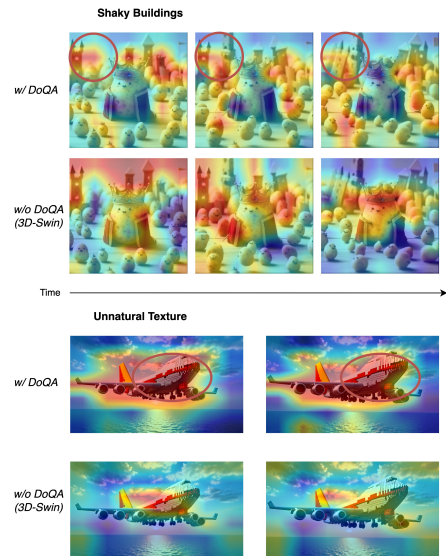 Shaky Buildings
w/ DoQA
w/o DoQA
(3D-Swin)
Time
Unnatural Texture
w/ DoQA
w/o DoQA
(3D-Swin)